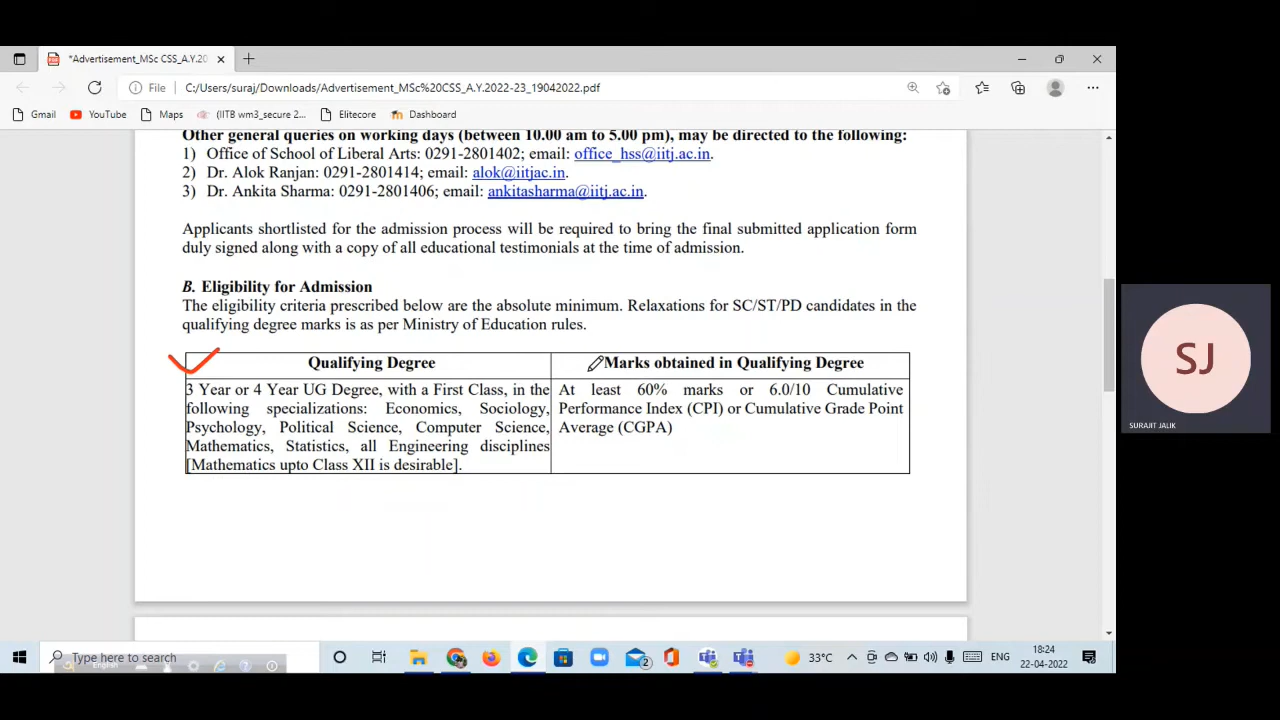 *Advertisement_MSc CSS_A.Y.20
File C:/Users/suraj/Downloads/Advertisement_MSc%20CSS_A.Y.2022-23_19042022.pdf
Gmail YouTube Maps (IITB wm3_secure 2... Elitecore Dashboard
Other general queries on working days (between 10.00 am to 5.00 pm), may be directed to the following:
1) Office of School of Liberal Arts: 0291-2801402; email: office_hss@iitj.ac.in.
2) Dr. Alok Ranjan: 0291-2801414; email: alok@iitjac.in.
3) Dr. Ankita Sharma: 0291-2801406; email: ankitasharma@iitj.ac.in.
Applicants shortlisted for the admission process will be required to bring the final submitted application form
duly signed along with a copy of all educational testimonials at the time of admission.
B. Eligibility for Admission
The eligibility criteria prescribed below are the absolute minimum. Relaxations for SC/ST/PD candidates in the
qualifying degree marks is as per Ministry of Education rules.
Qualifying Degree
3 Year or 4 Year UG Degree, with a First Class, in the
following specializations: Economics, Sociology,
Psychology, Political Science, Computer Science,
Mathematics, Statistics, all Engineering disciplines
[Mathematics upto Class XII is desirable].
Marks obtained in Qualifying Degree
At least 60% marks or 6.0/10 Cumulative
Performance Index (CPI) or Cumulative Grade Point
Average (CGPA)
SJ
SURAJIT JALIK
Type here to search
English
2
33°C
ENG
18:24
22-04-2022